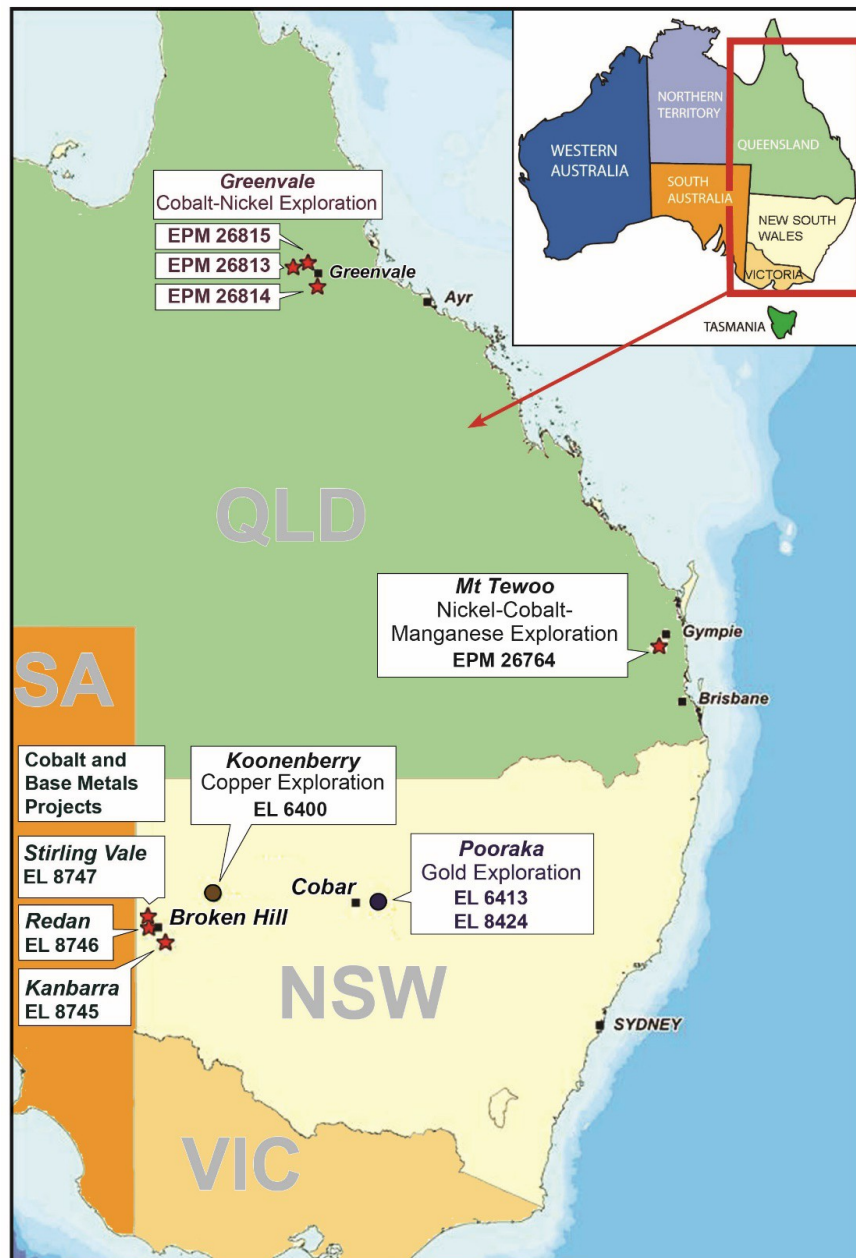 NORTHERN
TERRITORY
QUEENSLAND
WESTERN
AUSTRALIA
SOUTH
AUSTRALIA
NEW SOUTH
WALES
VICTORIA
TASMANIA
Greenvale
Cobalt-Nickel Exploration
EPM 26815
EPM 26813
EPM 26814
Greenvale
Ayr
QLD
Mt Tewoo
Nickel-Cobalt-
Manganese Exploration
EPM 26764
Gympie
Brisbane
SA
Cobalt and
Base Metals
Projects
Koonenberry
Copper Exploration
EL 6400
Stirling Vale
EL 8747
Pooraka
Gold Exploration
EL 6413
EL 8424
Cobar
Broken Hill
Redan
EL 8746
Kanbarra
EL 8745
NSW
SYDNEY
VIC